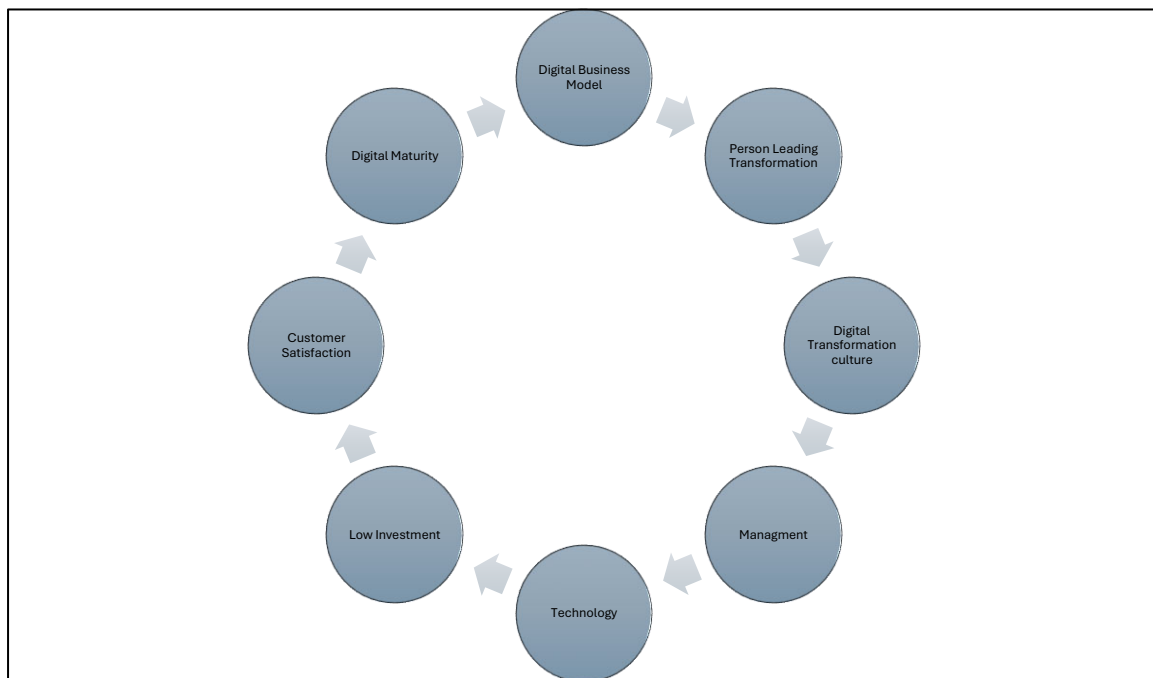 Digital Business
Model
Person Leading
Transformation
Digital
Transformation
culture
Managment
Technology
Low Investment
Customer
Satisfaction
Digital Maturity